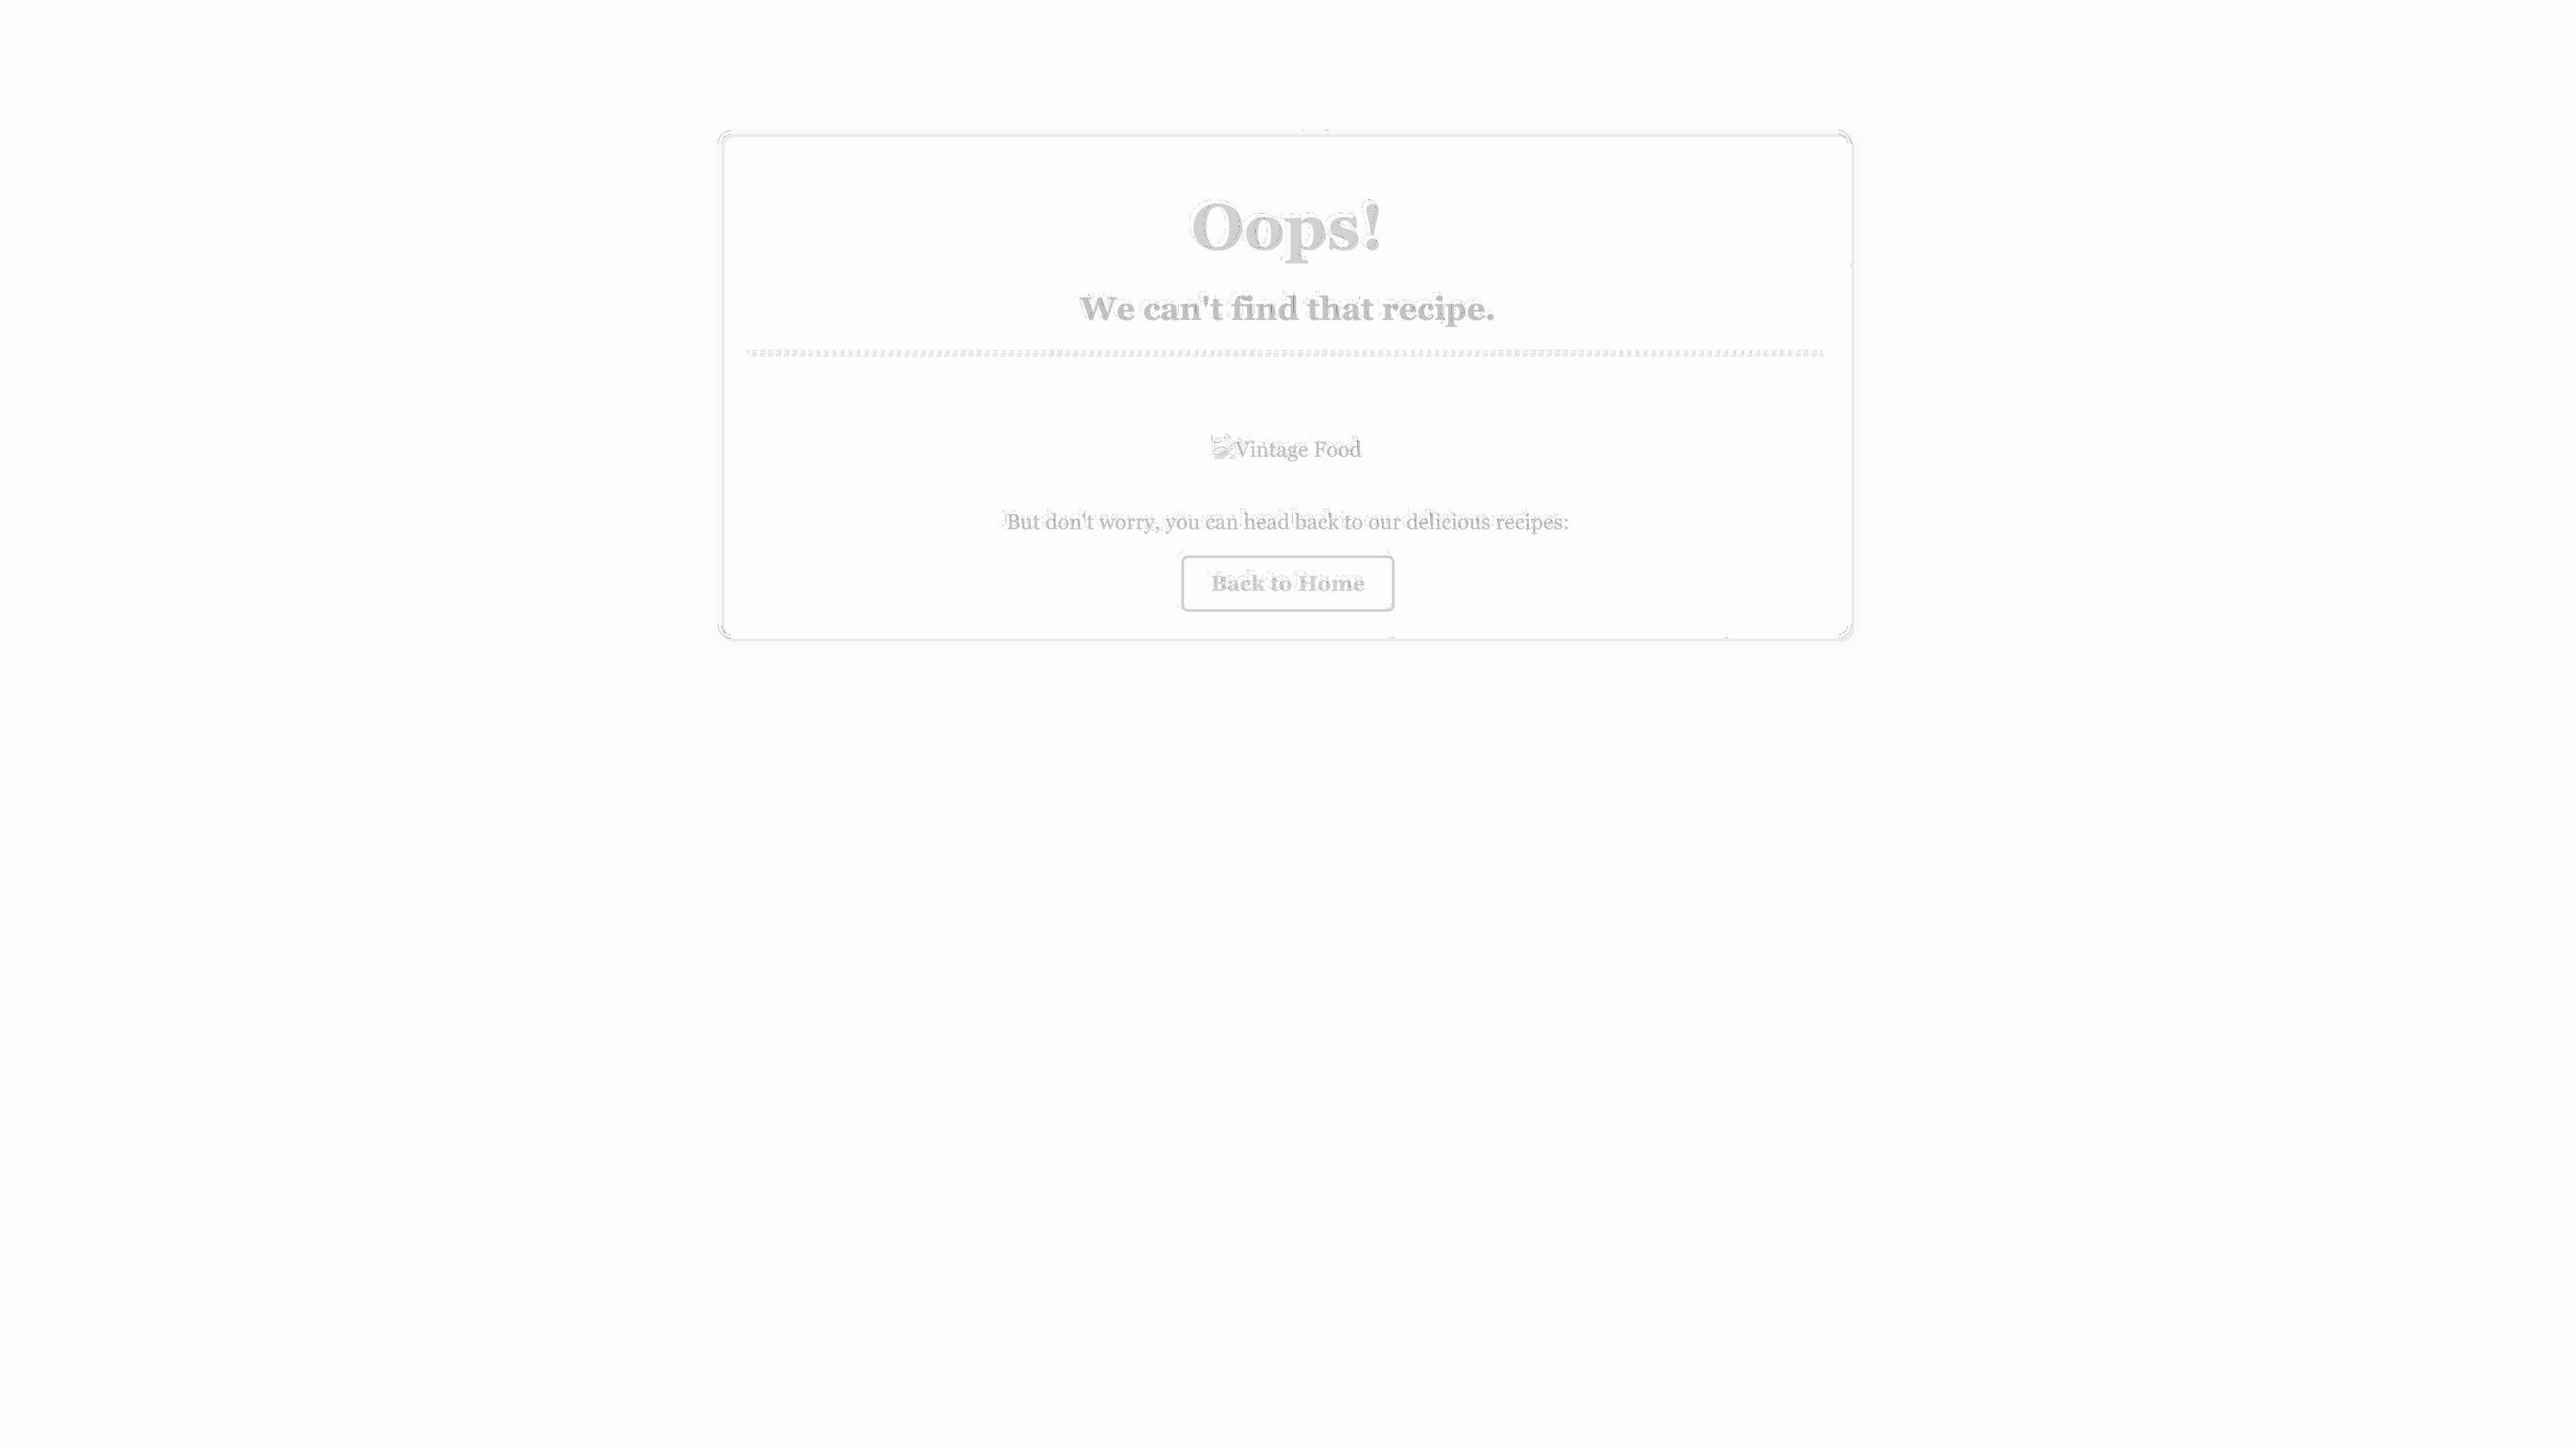 Oops!
We can't find that recipe.
Vintage Food
But don't worry, you can head back to our delicious recipes:
Back to Home